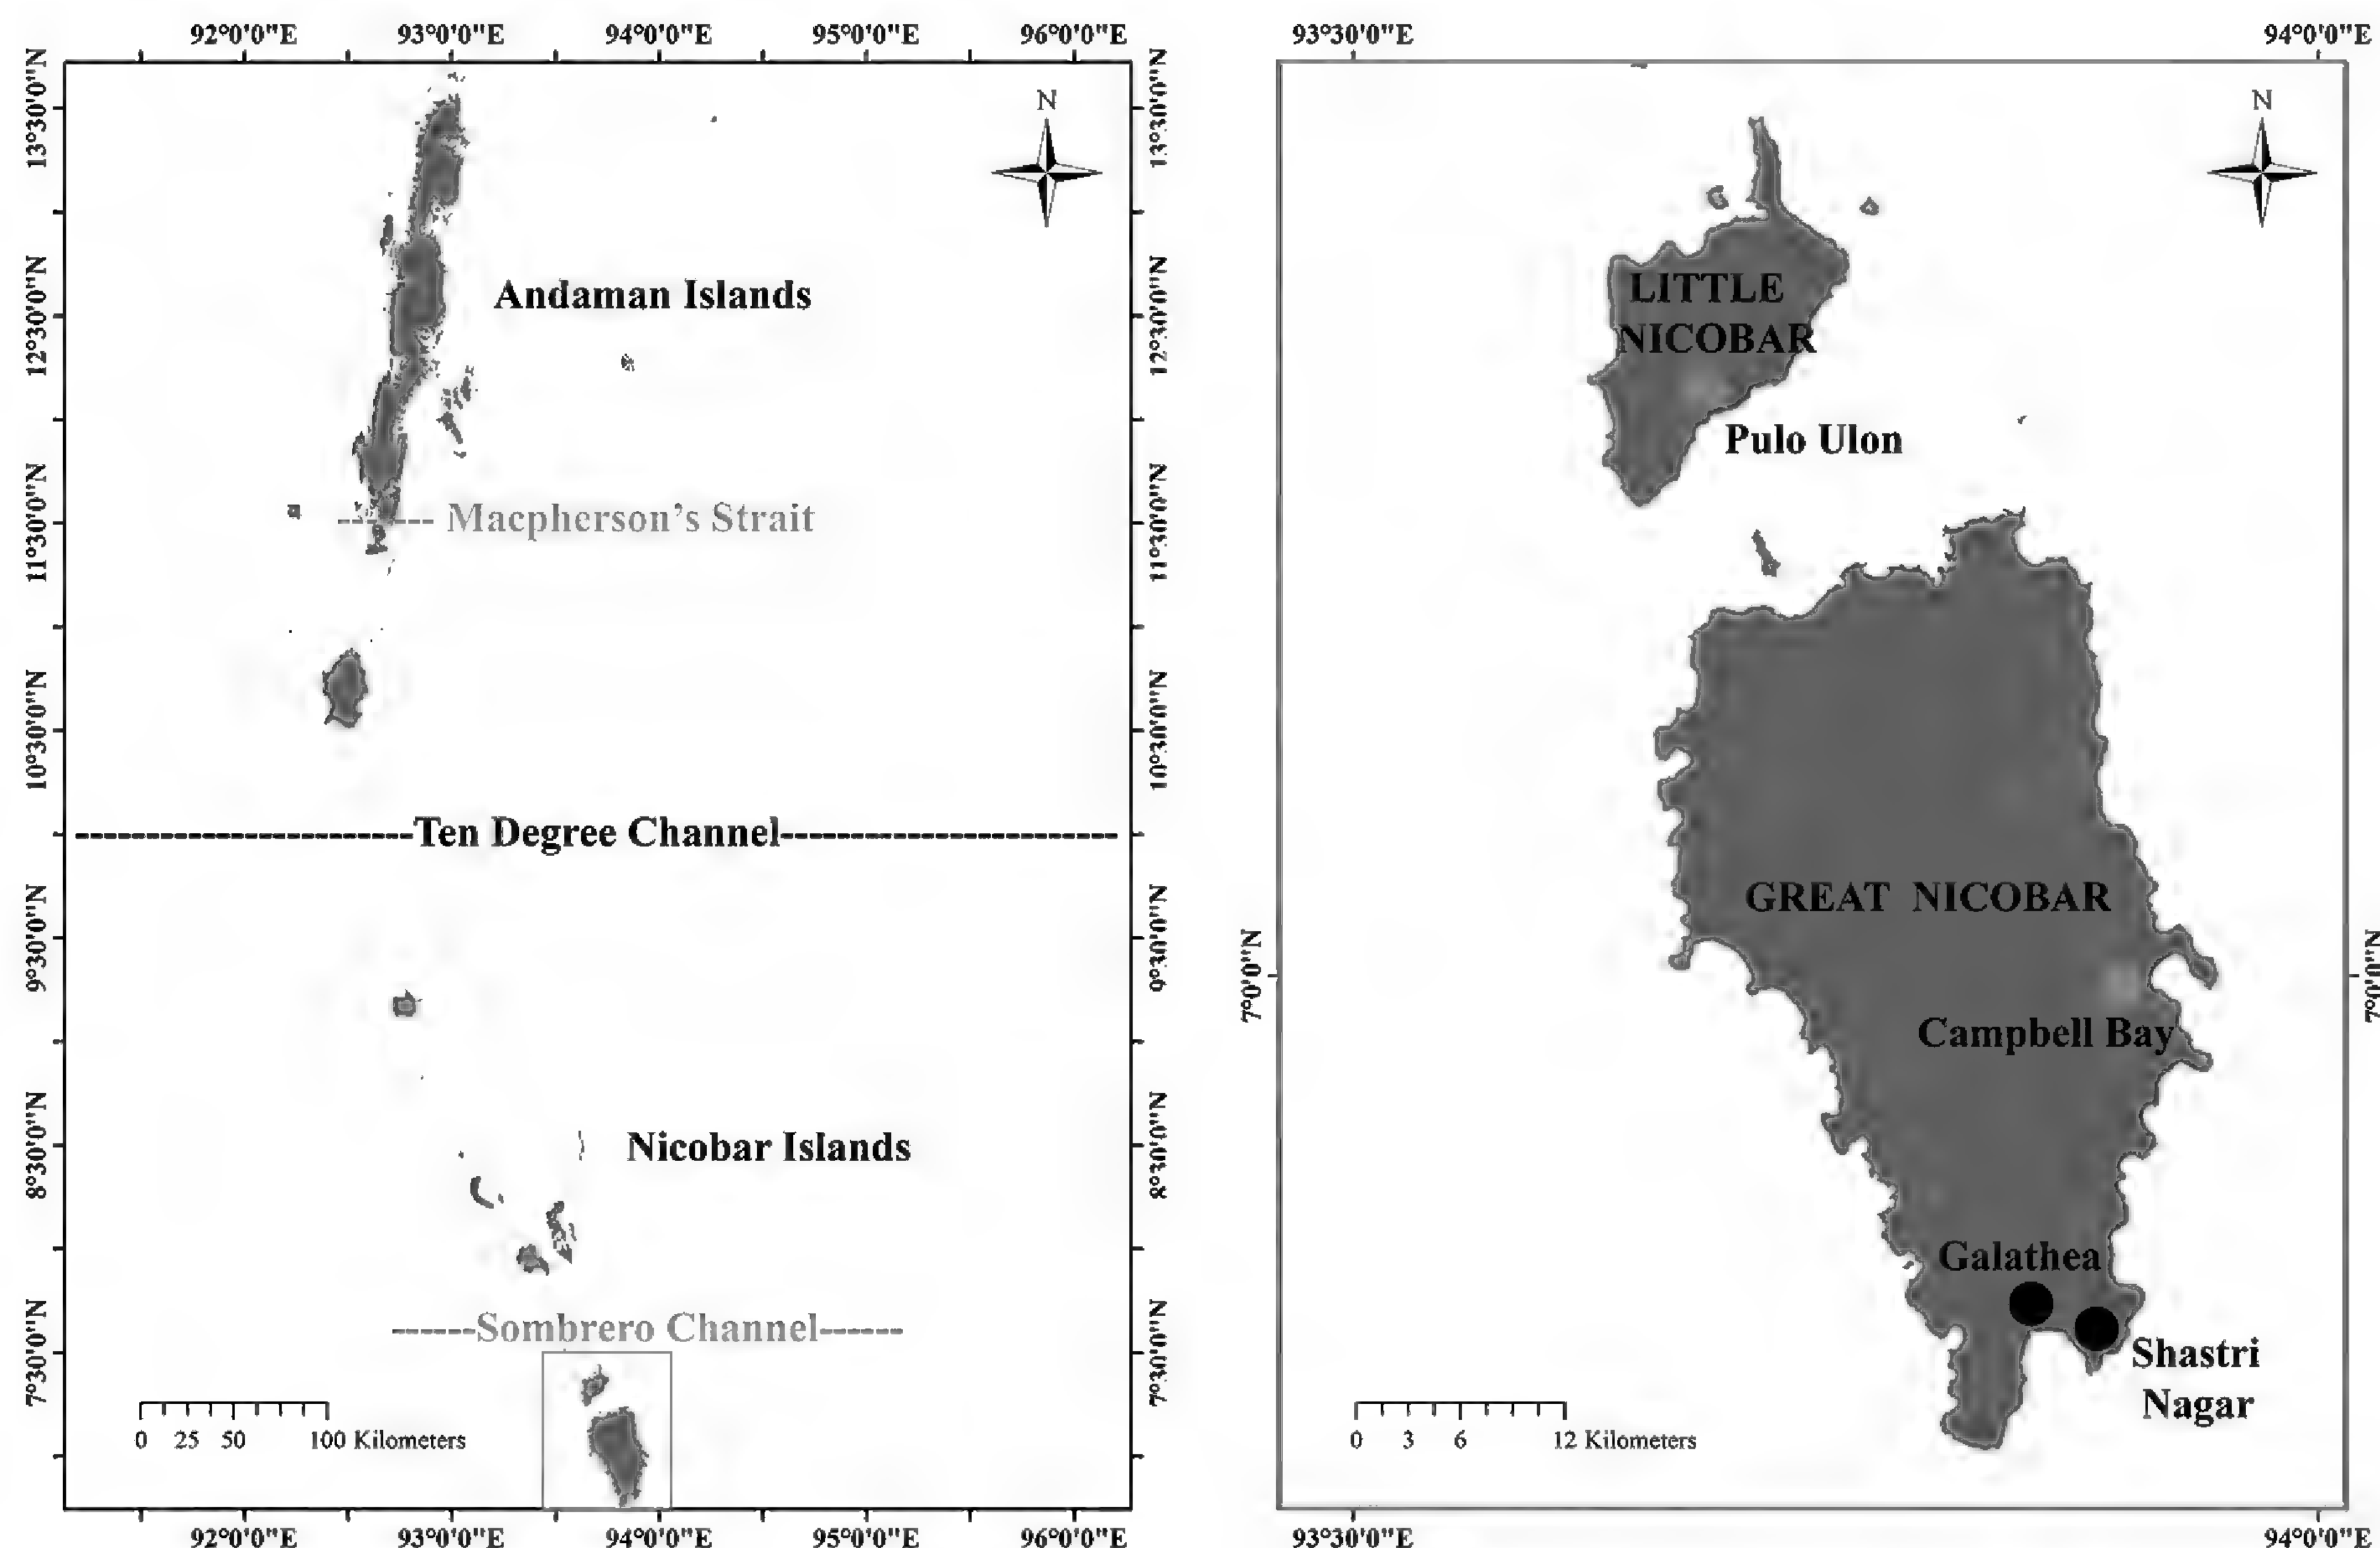 92°0'0"E 93°0'0"E 94°0'0"E 95°0'0"E 96°0'0"E
13°30'0"N
12°30'0"N
11°30'0"N
10°30'0"N
9°30'0"N
8°30'0"N
7°30'0"N
N
Andaman Islands
Macpherson's Strait
Ten Degree Channel
Nicobar Islands
Sombrero Channel
0 25 50 100 Kilometers
13°30'0"N
12°30'0"N
11°30'0"N
10°30'0"N
9°30'0"N
8°30'0"N
7°30'0"N
92°0'0"E 93°0'0"E 94°0'0"E 95°0'0"E 96°0'0"E
93°30'0"E 94°0'0"E
N
LITTLE
NICOBAR
Pulo Ulon
GREAT NICOBAR
7°0'0"N
7°0'0"N
Campbell Bay
Galathea
Shastri
Nagar
0 3 6 12 Kilometers
93°30'0"E 94°0'0"E